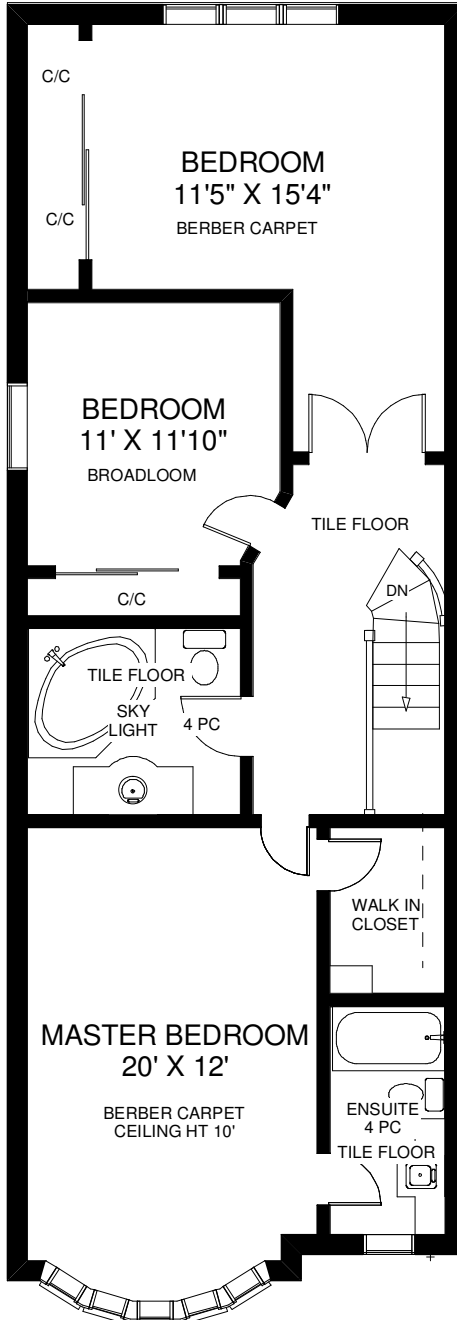 C/C
C/C
BEDROOM
11'5" X 15'4"
BERBER CARPET
BEDROOM
11' X 11'10"
BROADLOOM
C/C
TILE FLOOR
DN
TILE FLOOR
SKY
LIGHT
4 PC
WALK IN
CLOSET
MASTER BEDROOM
20' X 12'
BERBER CARPET
CEILING HT 10'
ENSUITE
4 PC
TILE FLOOR